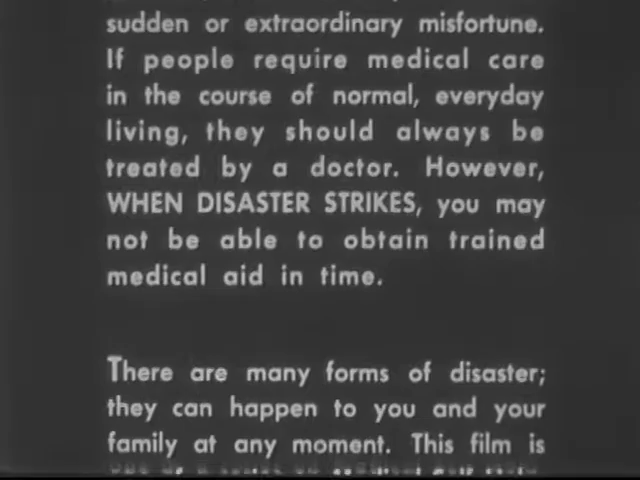 sudden or extraordinary misfortune.
If people require medical care
in the course of normal, everyday
living, they should always be
treated by a doctor. However,
WHEN DISASTER STRIKES, you may
not be able to obtain trained
medical aid in time.
There are many forms of disaster;
they can happen to you and your
family at any moment. This film is